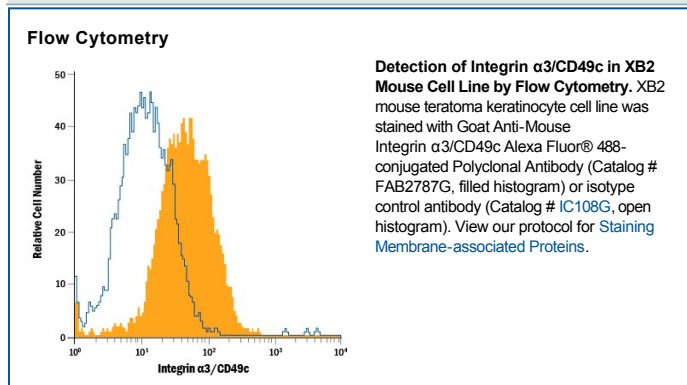 Flow Cytometry
50
40
30
20
10
0
Relative Cell Number
10⁰
10¹
10²
10³
10⁴
Integrin α3/CD49c
Detection of Integrin α3/CD49c in XB2
Mouse Cell Line by Flow Cytometry. XB2
mouse teratoma keratinocyte cell line was
stained with Goat Anti-Mouse
Integrin α3/CD49c Alexa Fluor® 488-
conjugated Polyclonal Antibody (Catalog #
FAB2787G, filled histogram) or isotype
control antibody (Catalog # IC108G, open
histogram). View our protocol for Staining
Membrane-associated Proteins.